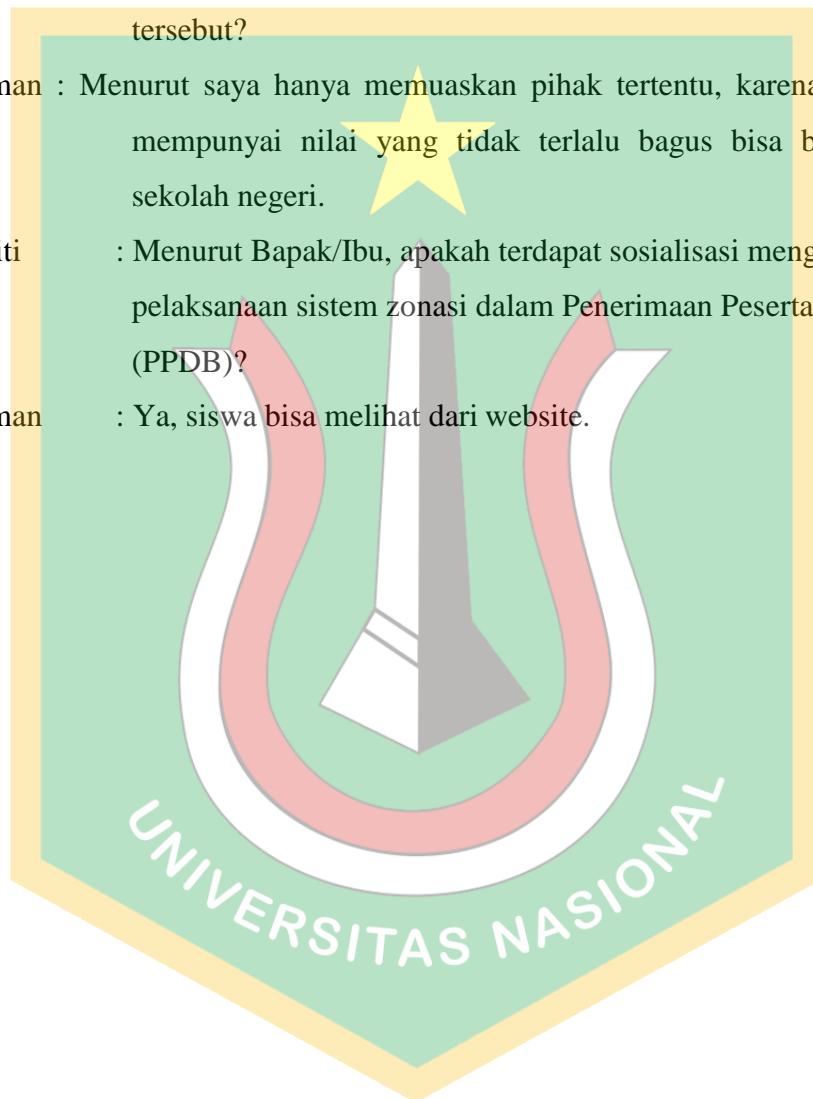 tersebut?
man : Menurut saya hanya memuaskan pihak tertentu, karena
mempunyai nilai yang tidak terlalu bagus bisa b
sekolah negeri.
iti : Menurut Bapak/Ibu, apakah terdapat sosialisasi meng
pelaksanaan sistem zonasi dalam Penerimaan Peserta
(PPDB)?
man : Ya, siswa bisa melihat dari website.
UNIVERSITAS NASIONAL